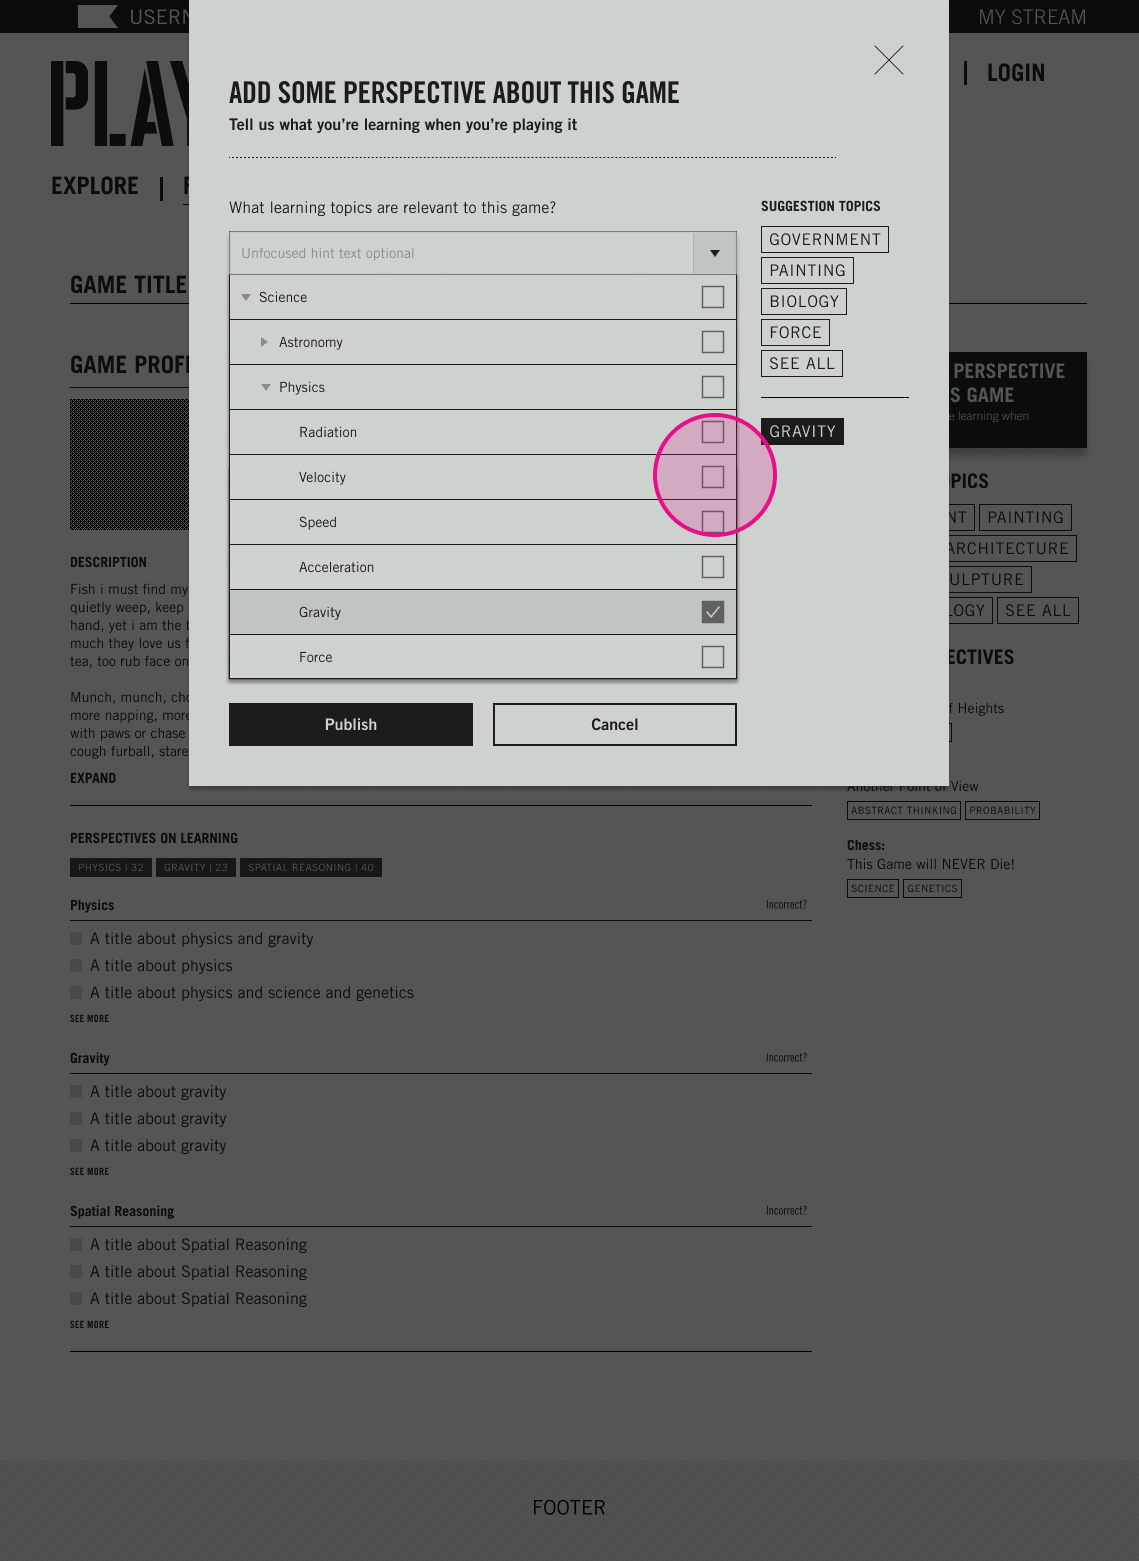 MY STREAM
LOGIN
EXPLORE
ADD SOME PERSPECTIVE ABOUT THIS GAME
Tell us what you're learning when you're playing it
What learning topics are relevant to this game?
Unfocused hint text optional
Science
Astronomy
Physics
Radiation
Velocity
Speed
Acceleration
Gravity
Force
Publish
Cancel
SUGGESTION TOPICS
GOVERNMENT
PAINTING
BIOLOGY
FORCE
SEE ALL
GRAVITY
GAME TITLE
GAME
DESCRIPTION
Fish i must find my
quietly weep, keep
hand, yet i am the
much they love us
tea, too rub face on
Munch, munch,
more napping, more
with paws or chase
cough furball, stare
EXPAND
PERSPECTIVES ON LEARNING
PHYSICS | 32
GRAVITY | 23
SPATIAL REASONING | 40
Physics
Incorrect?
A title about physics and gravity
A title about physics
A title about physics and science and genetics
SEE MORE
Gravity
Incorrect?
A title about gravity
A title about gravity
A title about gravity
SEE MORE
Spatial Reasoning
Incorrect?
A title about Spatial Reasoning
A title about Spatial Reasoning
A title about Spatial Reasoning
SEE MORE
PERSPECTIVE
GAME
learning when
PAINTING
ARCHITECTURE
SEE ALL
Heights
Another Point of View
ABSTRACT THINKING
PROBABILITY
Chess:
This Game will NEVER Die!
SCIENCE
GENETICS
FOOTER